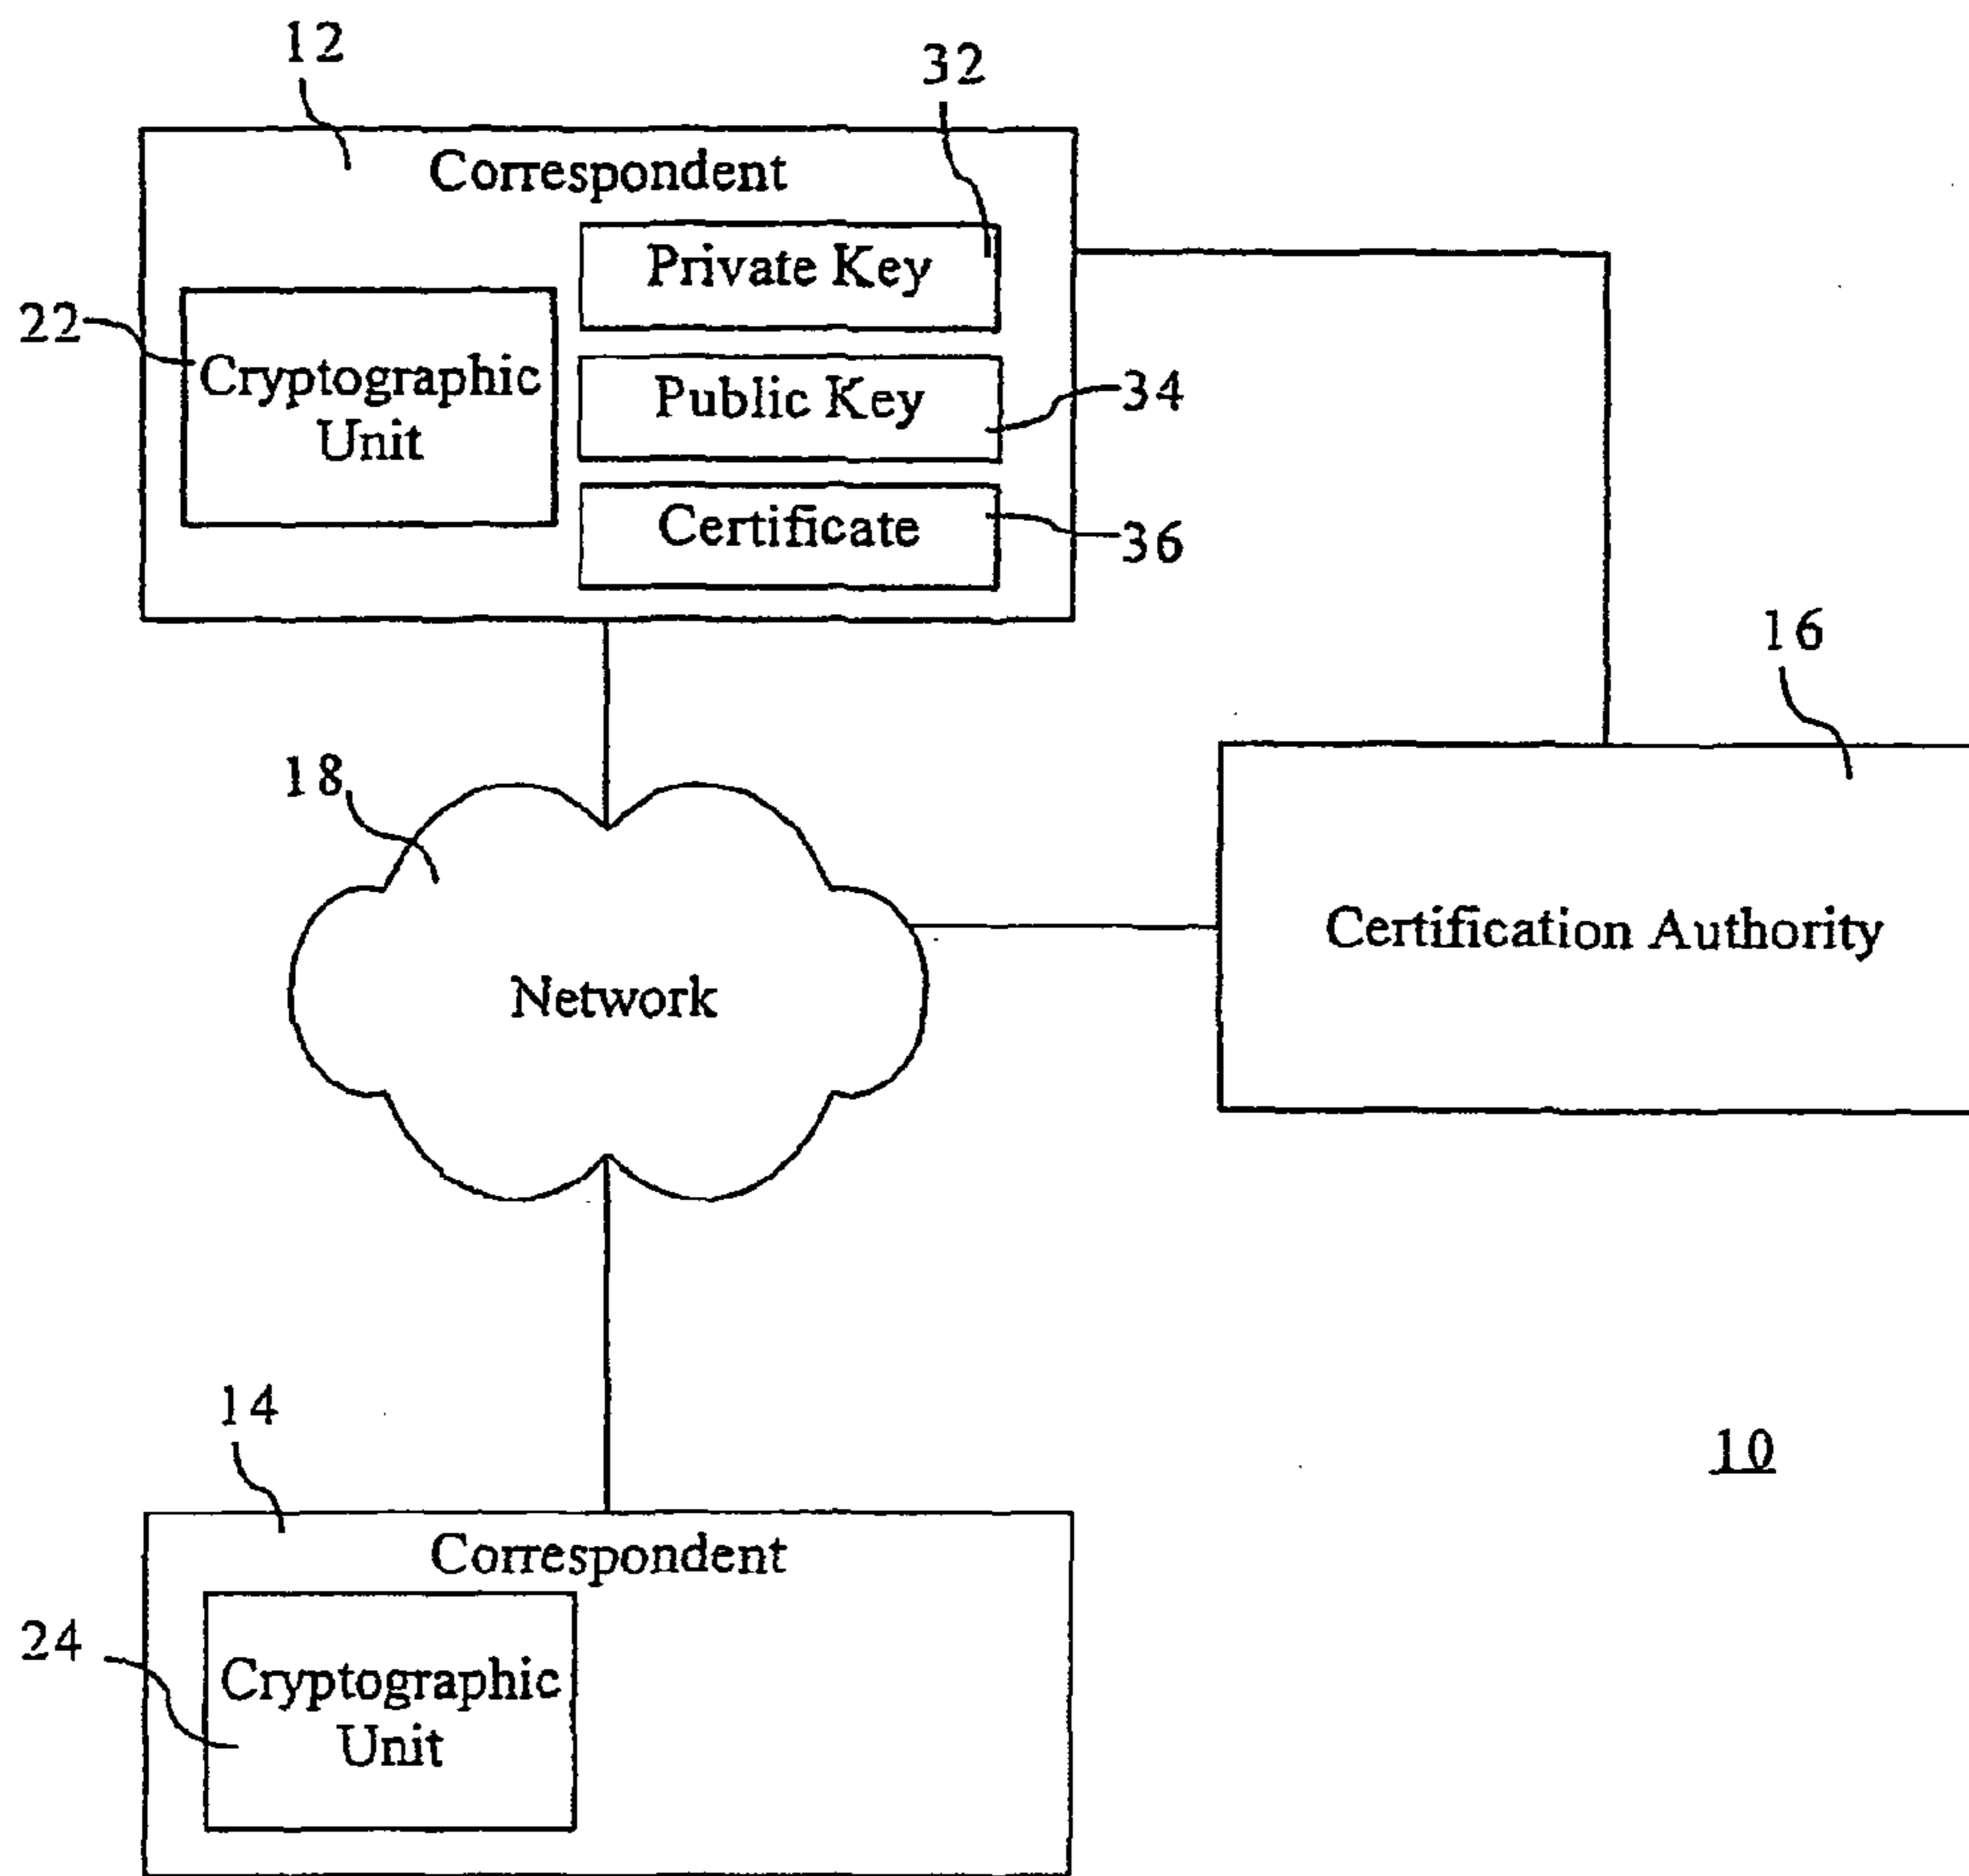 12
32
Correspondent
Private Key
22
Cryptographic
Unit
Public Key
34
Certificate
36
16
18
Certification Authority
Network
14
10
Correspondent
24
Cryptographic
Unit